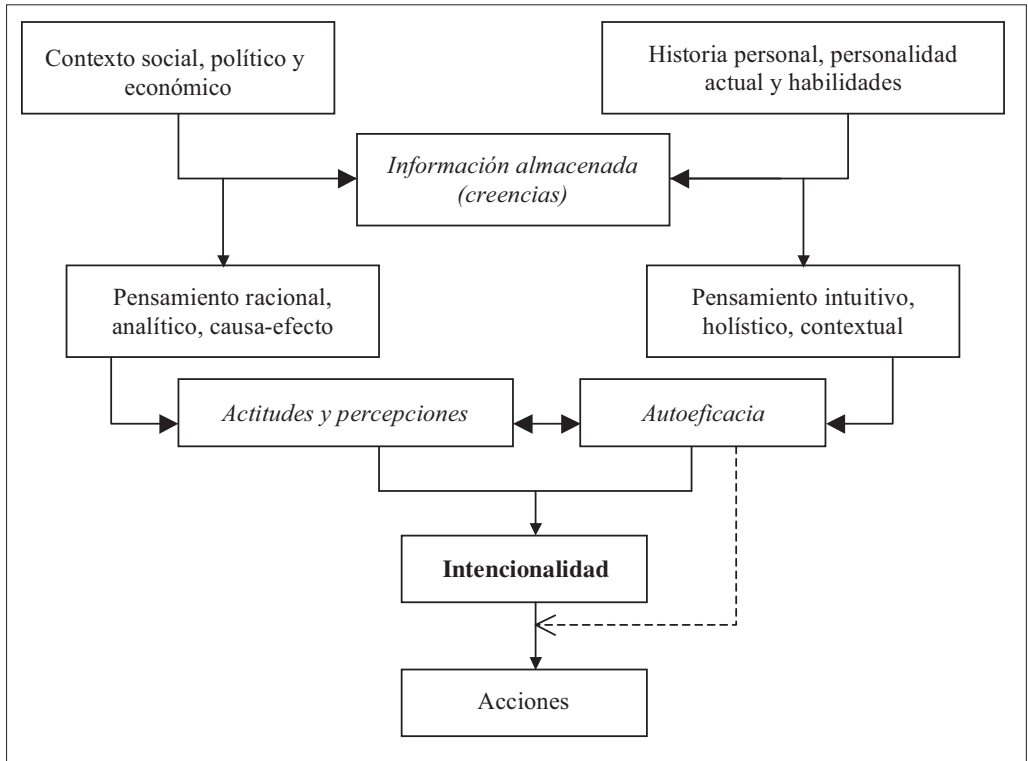 Contexto social, político y
económico
Historia personal, personalidad
actual y habilidades
Información almacenada
(creencias)
Pensamiento racional,
analítico, causa-efecto
Pensamiento intuitivo,
holístico, contextual
Actitudes y percepciones
Autoeficacia
Intencionalidad
Acciones